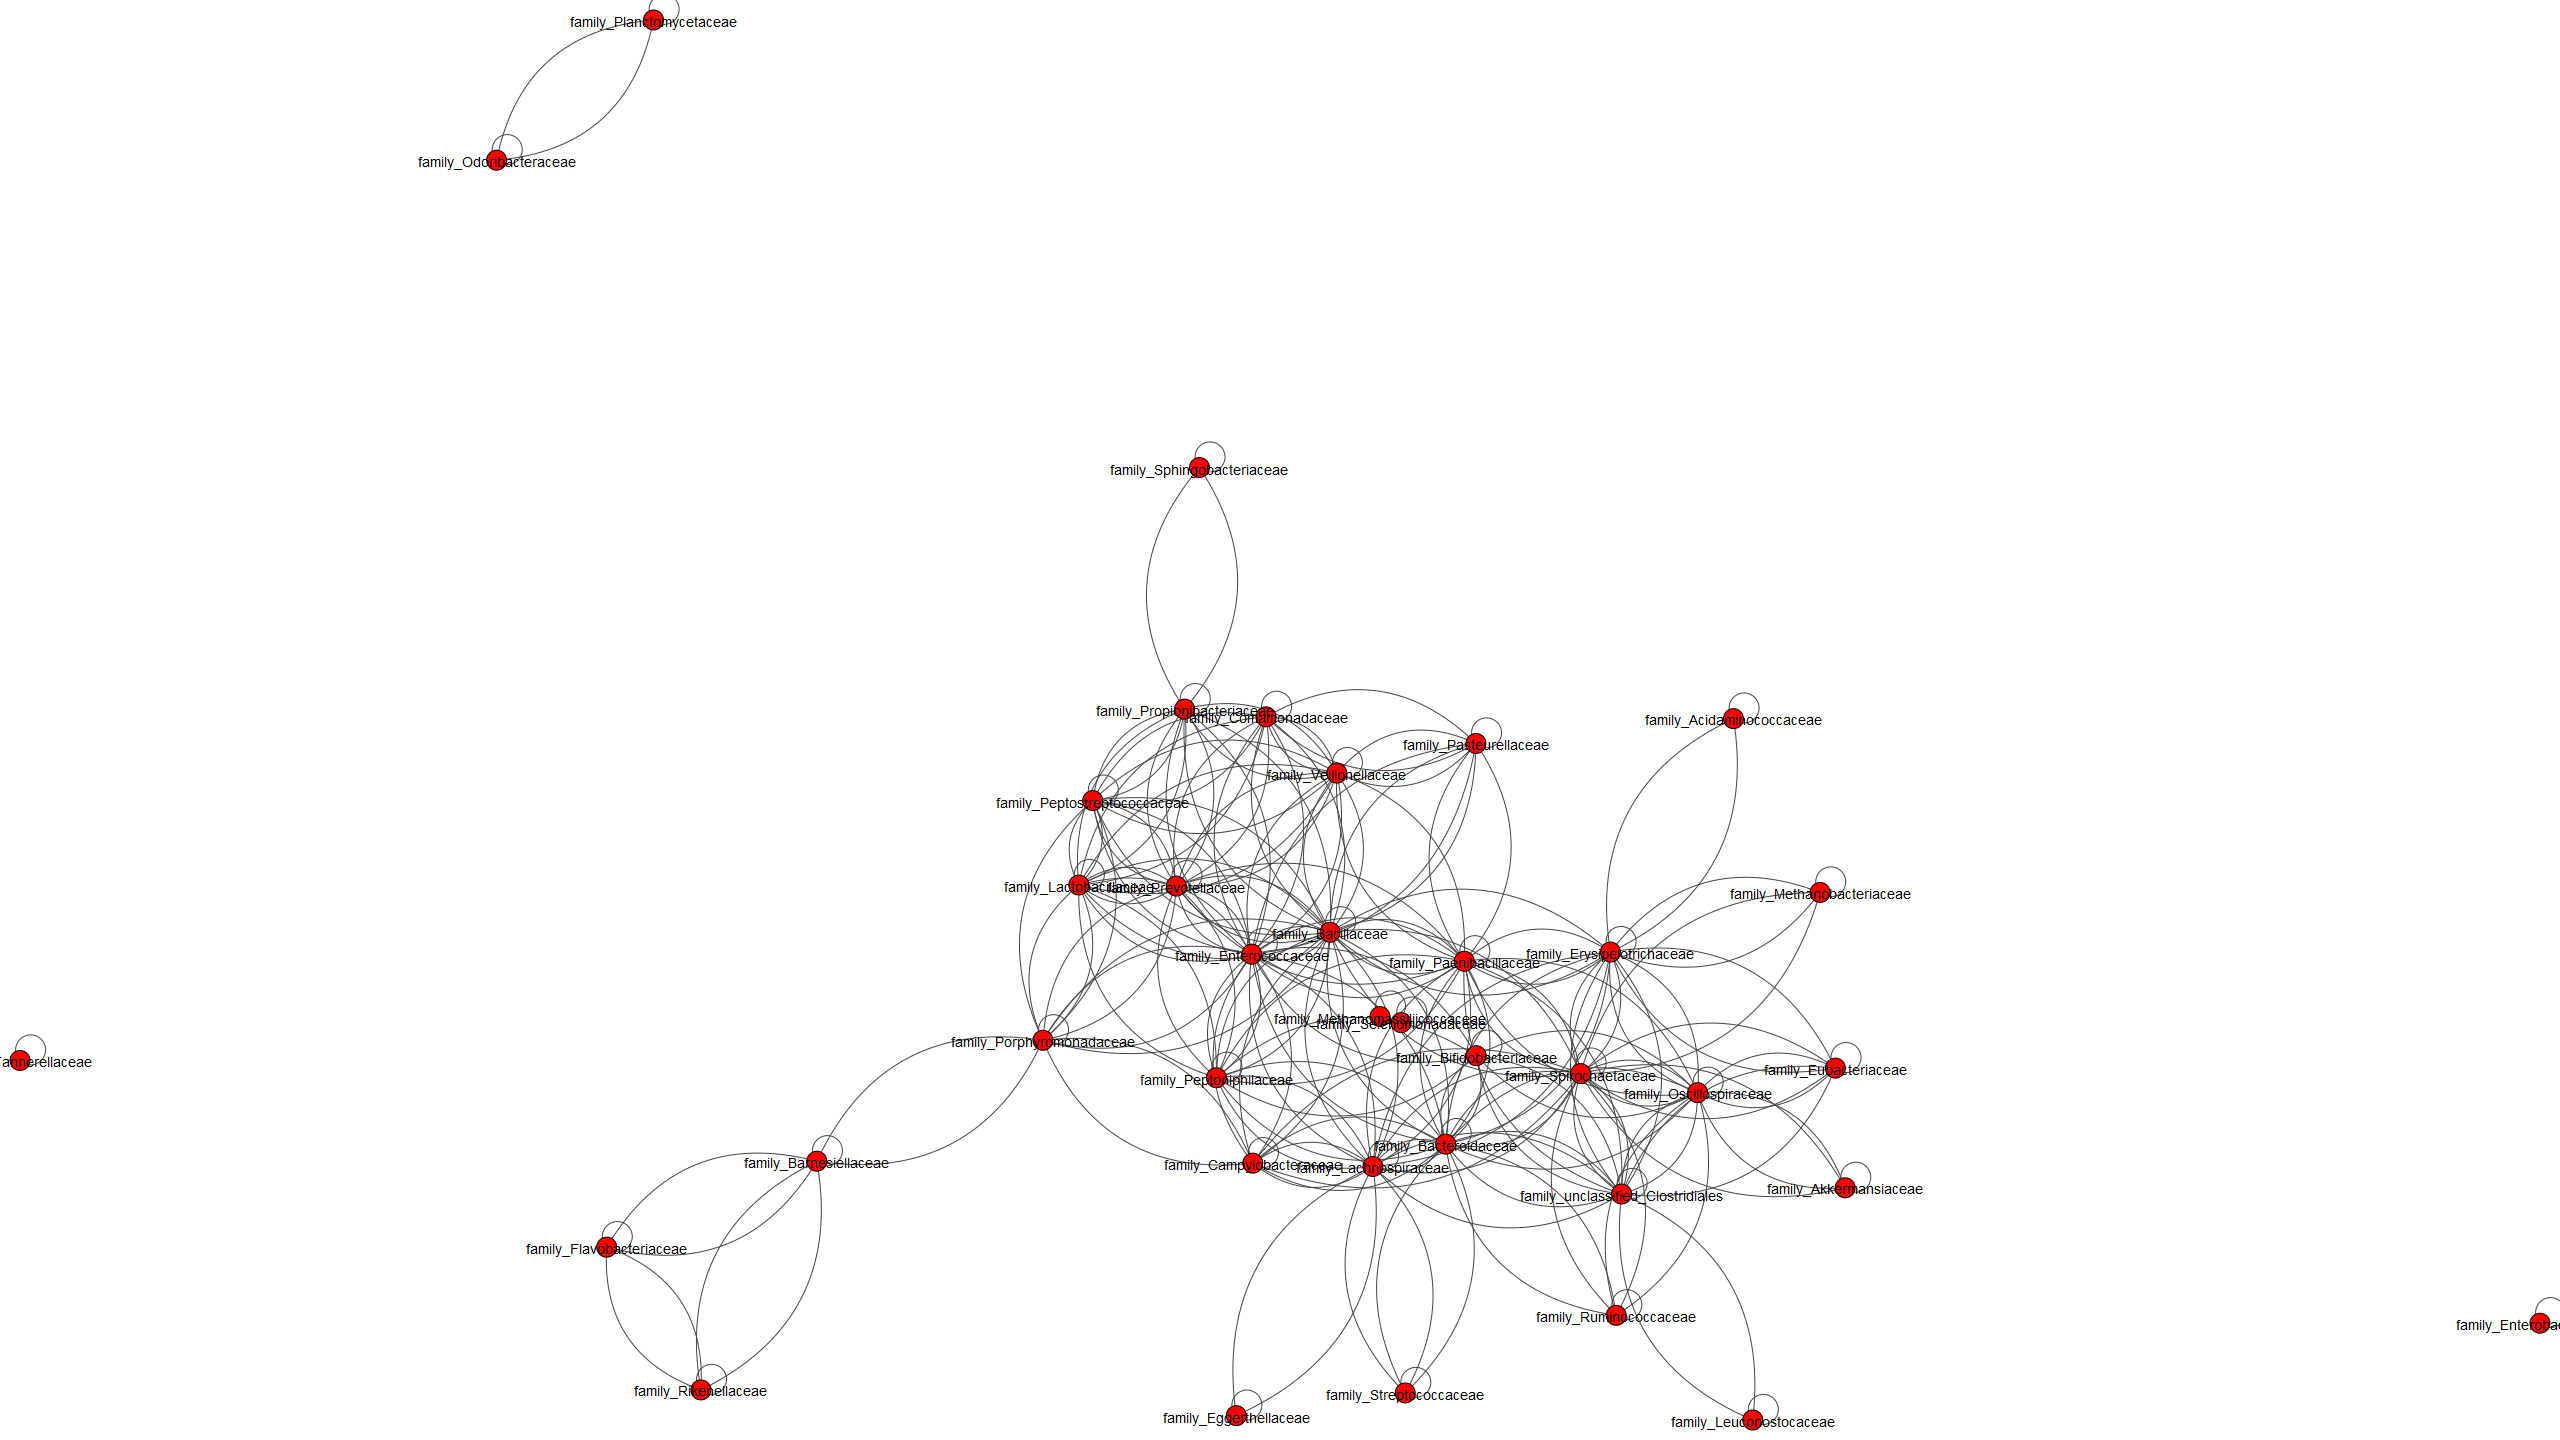 family_Planctomycetaceae
family_Odoribacteraceae
family_Sphingobacteriaceae
family_Propionibacteriaceae
family_Comamonadaceae
family_Acidaminococcaceae
family_Pasteurellaceae
family_Veillonellaceae
family_Peptostreptococcaceae
family_Lactobacillaceae
family_Prevotellaceae
family_Methanobacteriaceae
family_Bacillaceae
family_Enterococcaceae
family_Paenibacillaceae
family_Erysipelotrichaceae
family_Methanomassiliicoccaceae
family_Selenomonadaceae
family_Porphyromonadaceae
annerellaceae
family_Bifidobacteriaceae
family_Spirochaetaceae
family_Eubacteriaceae
family_Peptoniphilaceae
family_Oscillospiraceae
family_Bacteroidaceae
family_Barnesiellaceae
family_Campylobacteraceae
family_Lachnospiraceae
family_Akkermansiaceae
family_unclassified_Clostridiales
family_Flavobacteriaceae
family_Ruminococcaceae
family_Enteroba
family_Rikenellaceae
family_Streptococcaceae
family_Eggerthellaceae
family_Leuconostocaceae